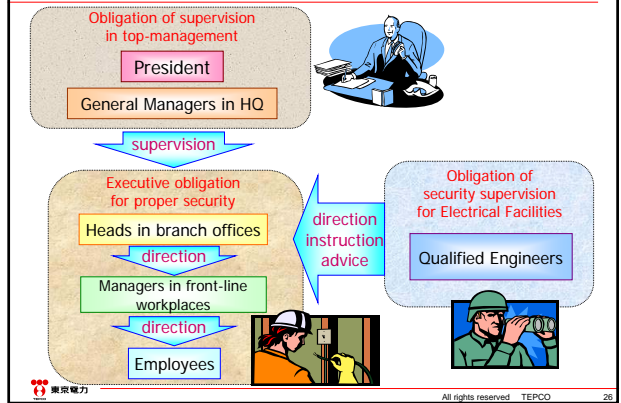 Obligation of supervision
in top-management
President
General Managers in HQ
supervision
Executive obligation
for proper security
Heads in branch offices
direction
Managers in front-line
workplaces
direction
Employees
direction
instruction
advice
Obligation of
security supervision
for Electrical Facilities
Qualified Engineers
TEPCO
東京電力
All rights reserved TEPCO
26